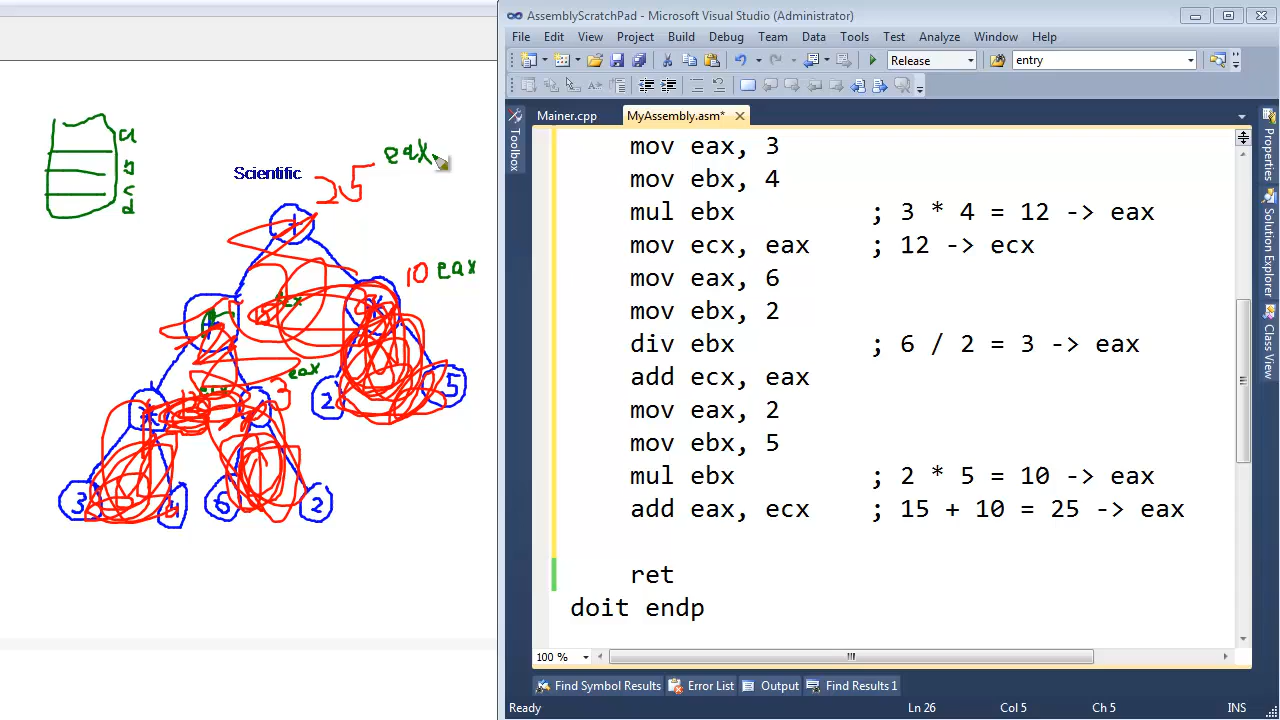 AssemblyScratchPad - Microsoft Visual Studio (Administrator)
File Edit View Project Build Debug Team Data Tools Test Analyze Window Help
Release entry
Mainer.cpp MyAssembly.asm*
Toolbox
Properties
Solution Explorer
Class View
mov eax, 3
mov ebx, 4
mul ebx ; 3 * 4 = 12 -> eax
mov ecx, eax ; 12 -> ecx
mov eax, 6
mov ebx, 2
div ebx ; 6 / 2 = 3 -> eax
add ecx, eax
mov eax, 2
mov ebx, 5
mul ebx ; 2 * 5 = 10 -> eax
add eax, ecx ; 15 + 10 = 25 -> eax
ret
doit endp
100 %
Find Symbol Results Error List Output Find Results 1
Ready Ln 26 Col 5 Ch 5 INS
a
b
c
d
Scientific
25 eax
+
10 eax
+
eax
3
2 5
3 4 6 2